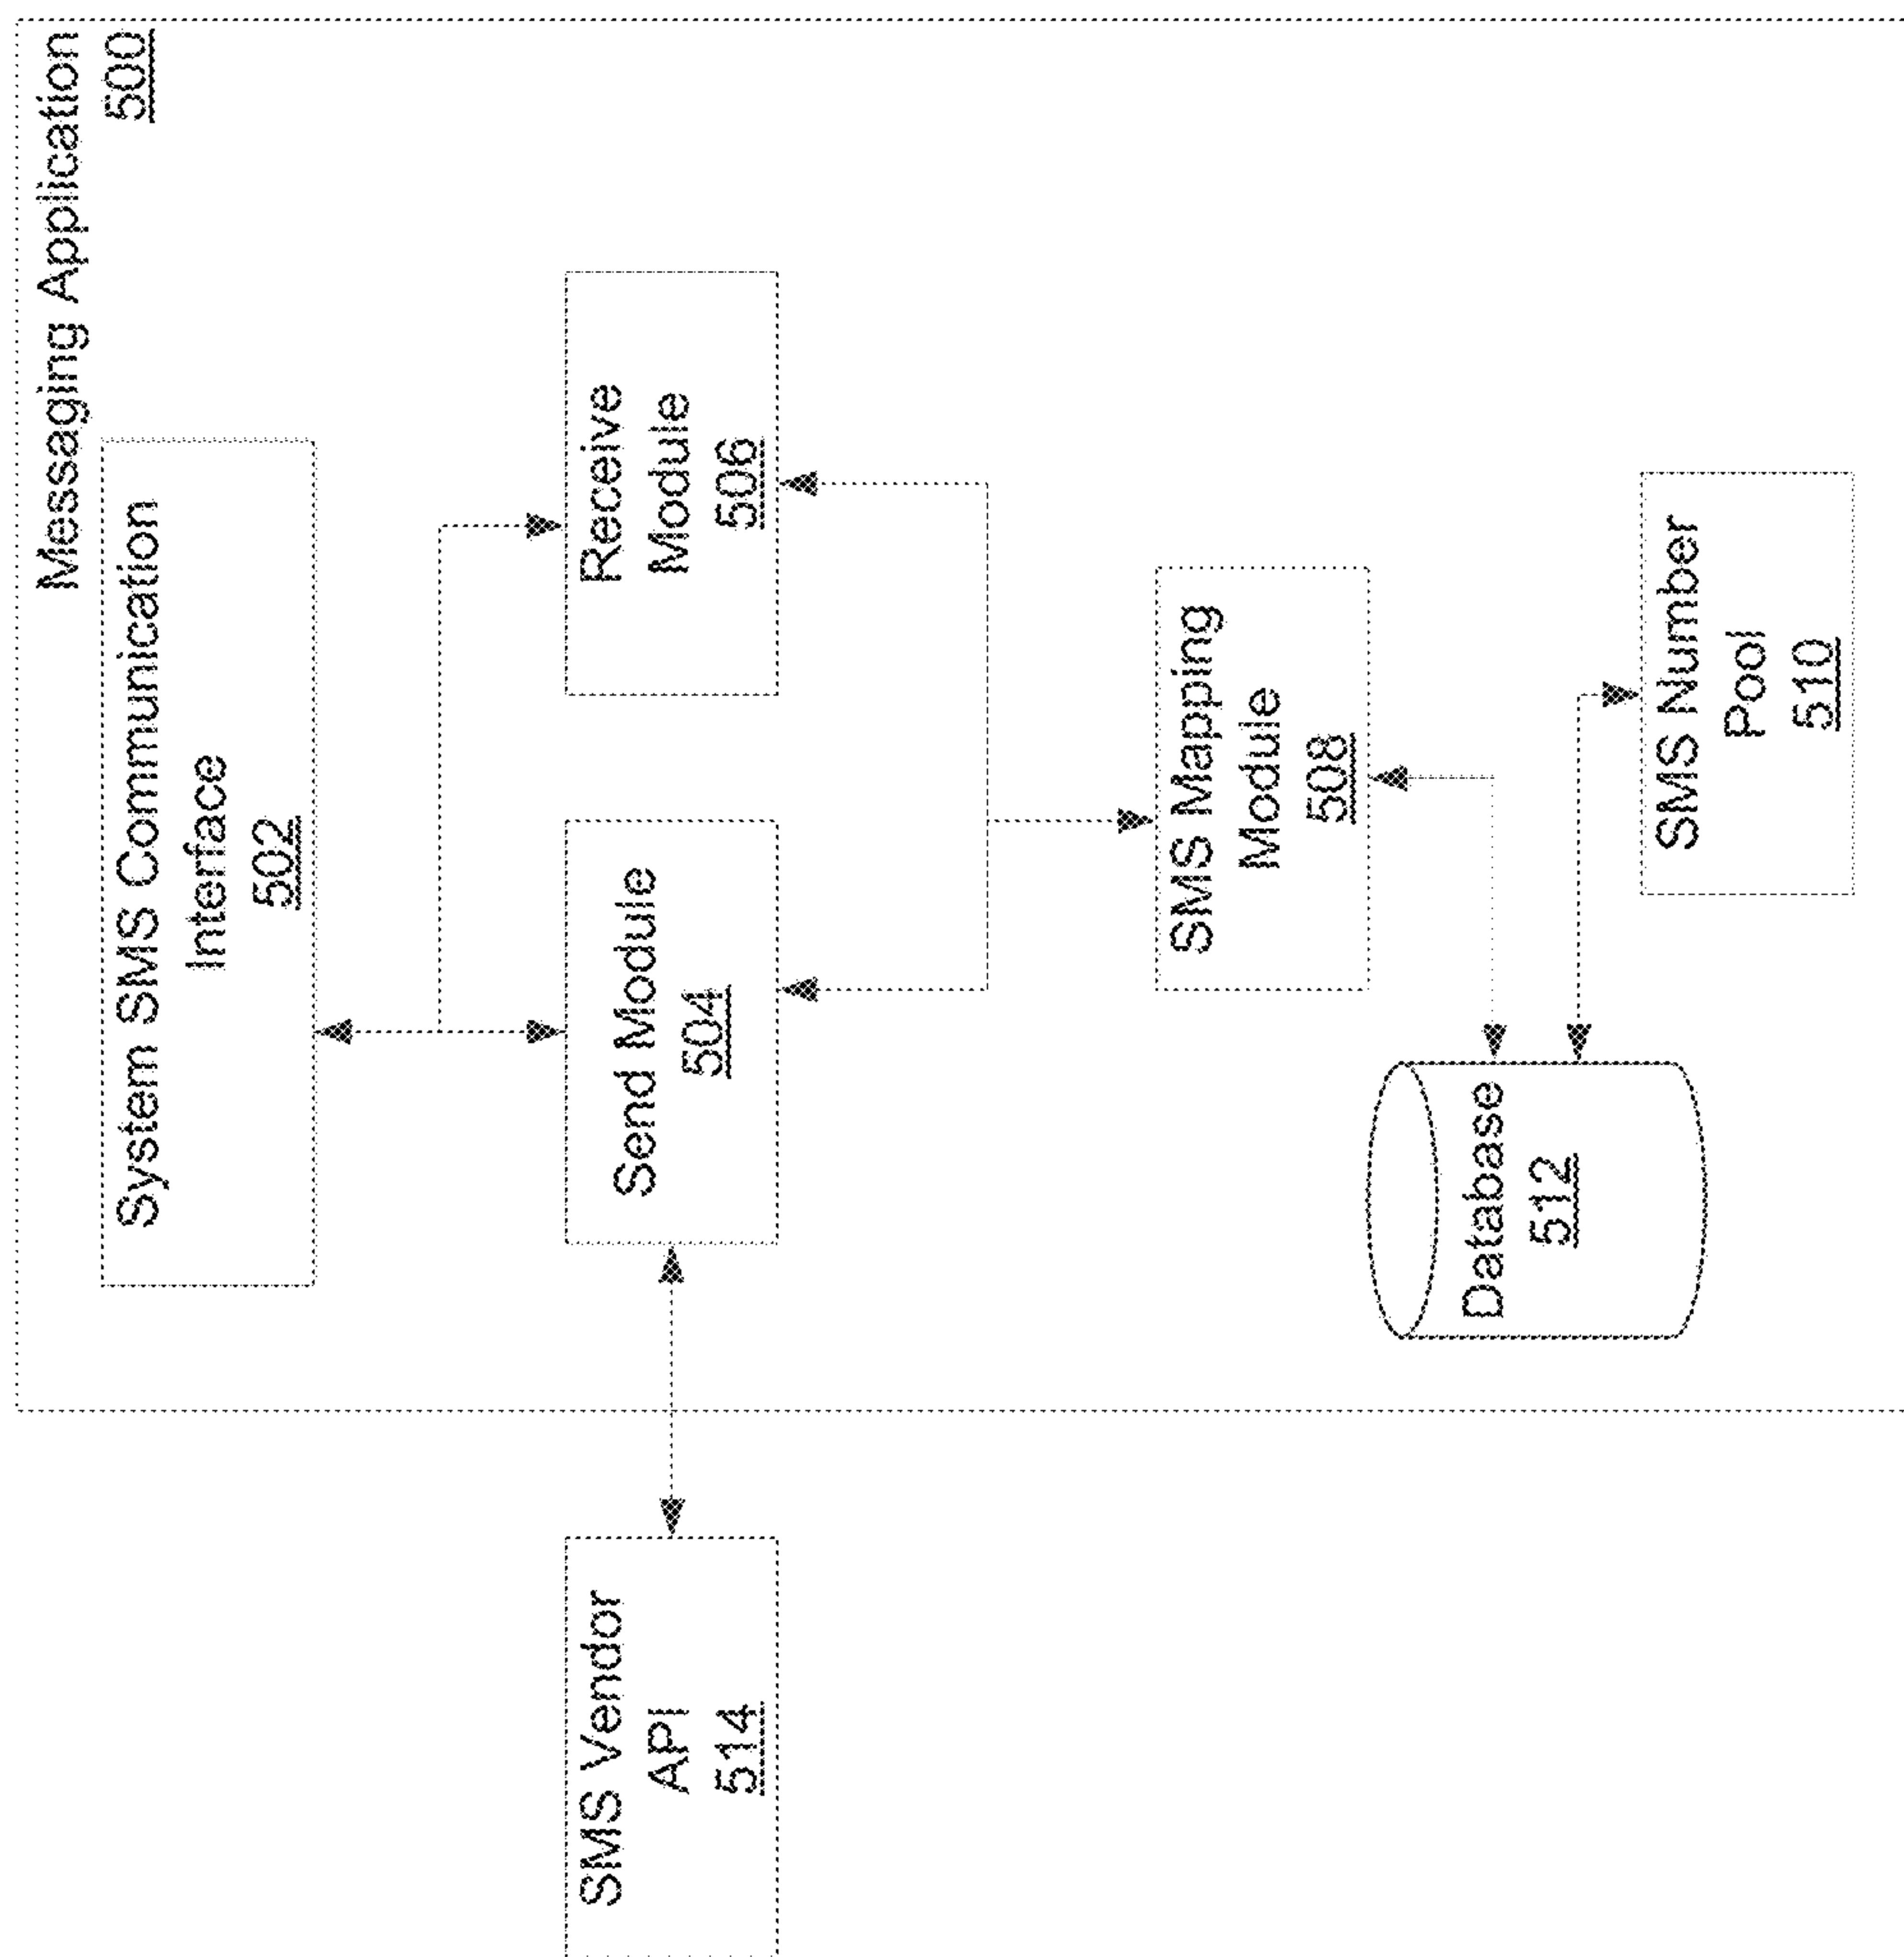 Messaging Application
500
System SMS Communication
Interface
502
SMS Vendor
API
514
Send Module
504
Receive
Module
506
SMS Mapping
Module
508
Database
512
SMS Number
Pool
510